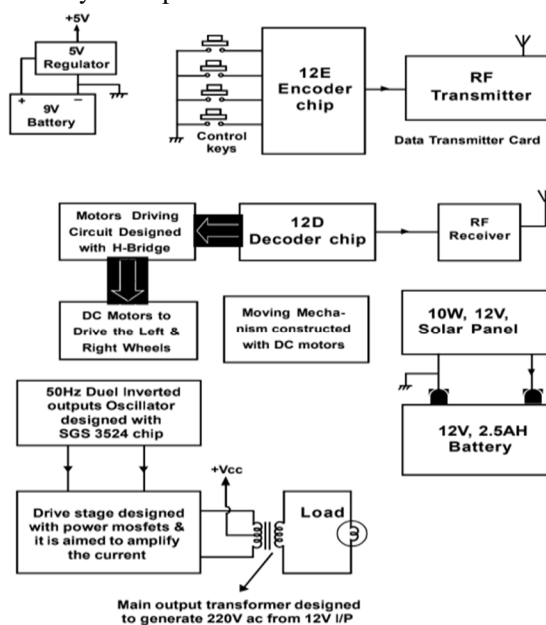 +5V
5V
Regulator
+ −
9V
Battery
Control
keys
12E
Encoder
chip
RF
Transmitter
Data Transmitter Card
Motors Driving
Circuit Designed
with H-Bridge
12D
Decoder chip
RF
Receiver
DC Motors to
Drive the Left &
Right Wheels
Moving Mecha-
nism constructed
with DC motors
10W, 12V,
Solar Panel
12V, 2.5AH
Battery
50Hz Duel Inverted
outputs Oscillator
designed with
SGS 3524 chip
+Vcc
Drive stage designed
with power mosfets &
it is aimed to amplify
the current
Load
Main output transformer designed
to generate 220V ac from 12V I/P